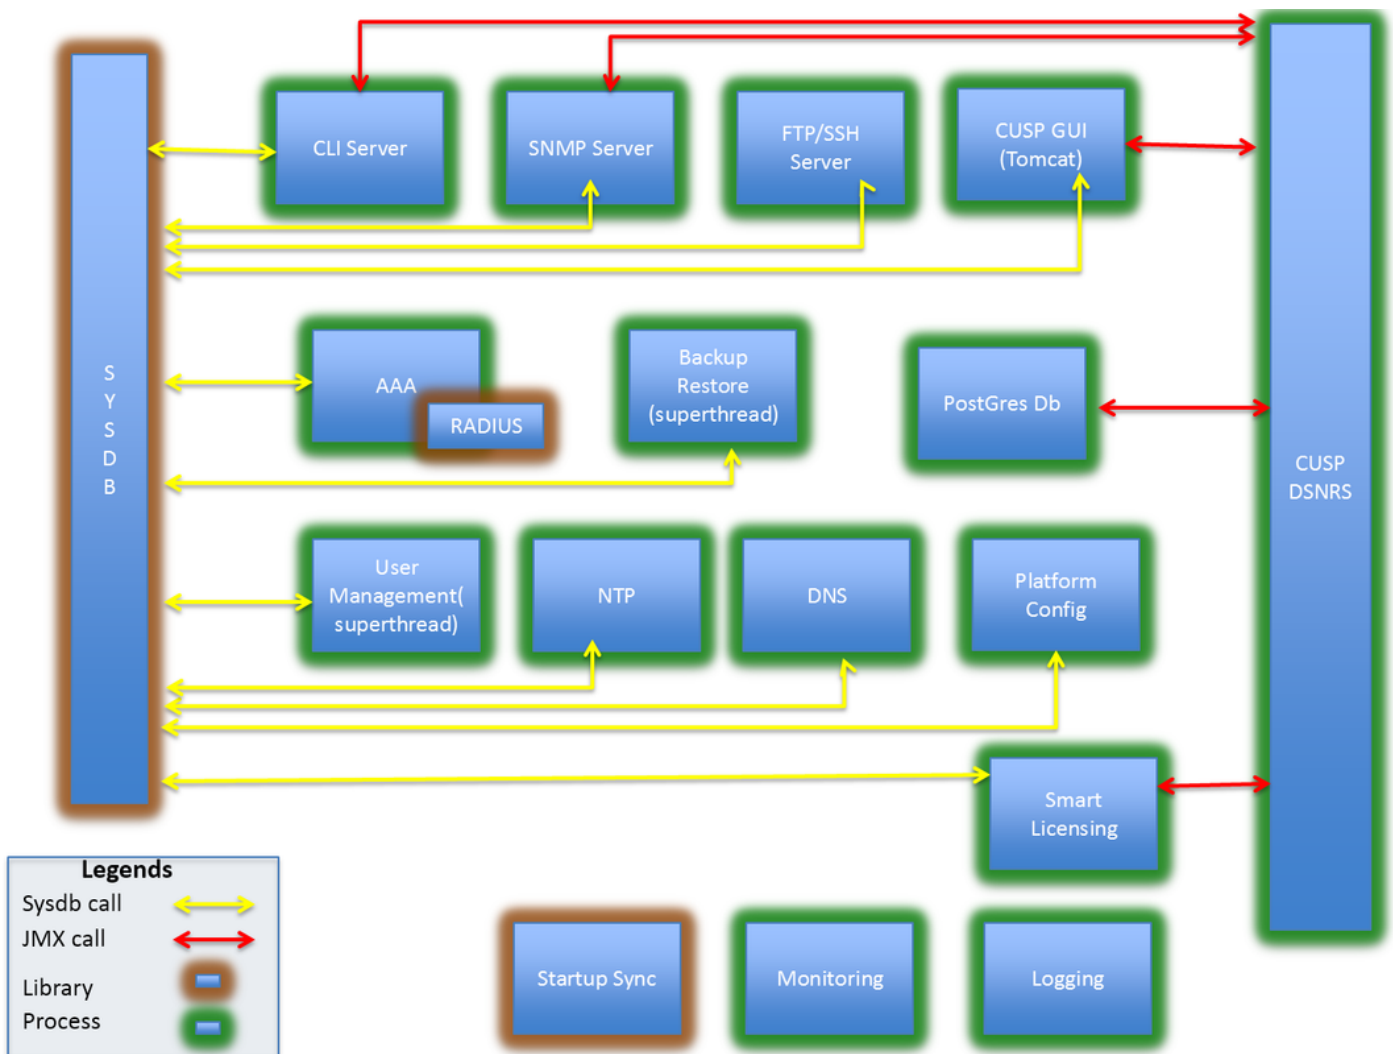 CLI Server
SNMP Server
FTP/SSH
Server
CUSP GUI
(Tomcat)
S
Y
S
D
B
AAA
RADIUS
Backup
Restore
(superthread)
PostGres Db
CUSP
DSNRS
User
Management(
superthread)
NTP
DNS
Platform
Config
Smart
Licensing
Legends
Sysdb call
JMX call
Library
Process
Startup Sync
Monitoring
Logging